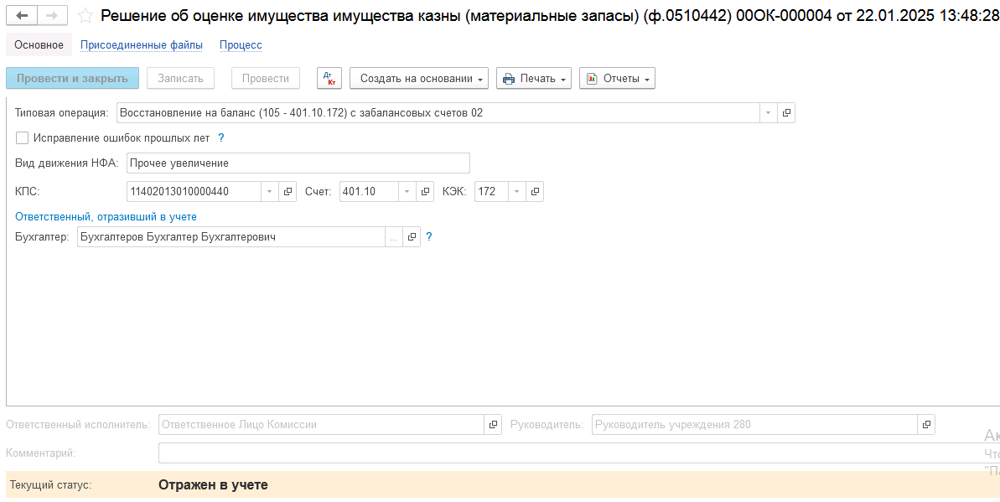 Решение об оценке имущества имущества казны (материальные запасы) (ф.0510442) 00ОК-000004 от 22.01.2025 13:48:28
Основное Присоединенные файлы Процесс
Провести и закрыть Записать Провести Дт Кт Создать на основании Печать Отчеты
Типовая операция: Восстановление на баланс (105 - 401.10.172) с забалансовых счетов 02
Исправление ошибок прошлых лет ?
Вид движения НФА: Прочее увеличение
КПС: 11402013010000440 Счет: 401.10 КЭК: 172
Ответственный, отразивший в учете
Бухгалтер: Бухгалтеров Бухгалтер Бухгалтерович ... ?
Ответственный исполнитель: Ответственное Лицо Комиссии Руководитель: Руководитель учреждения 280
Ак
Комментарий: Чтo
"Па
Текущий статус: Отражен в учете